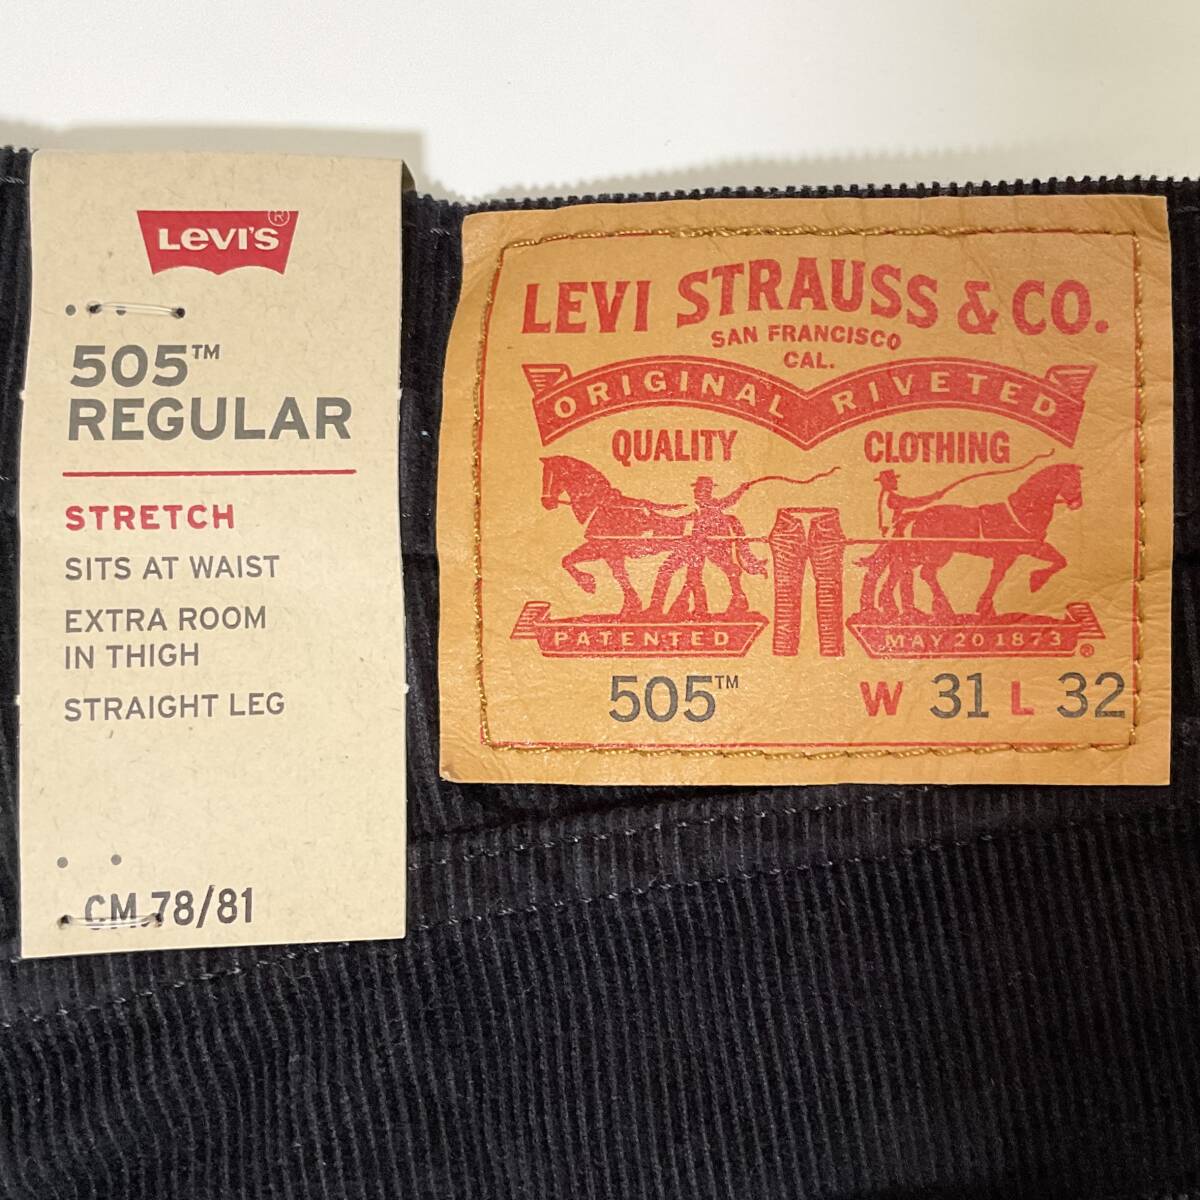 LEVI'S®
505™
REGULAR
STRETCH
SITS AT WAIST
EXTRA ROOM
IN THIGH
STRAIGHT LEG
CM 78/81
LEVI STRAUSS & CO.
SAN FRANCISCO
CAL.
ORIGINAL RIVETED
QUALITY CLOTHING
PATENTED MAY 20 1873 ®
505™ W 31 L 32